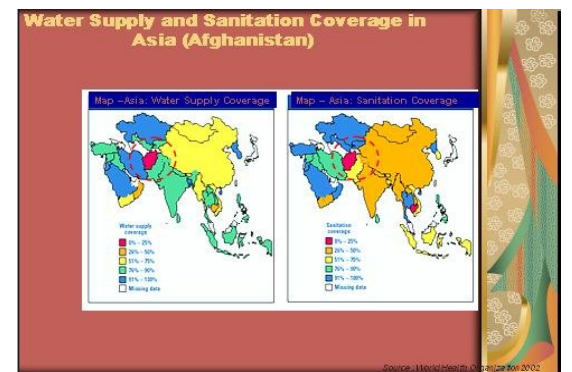 Water Supply and Sanitation Coverage in
Asia (Afghanistan)
Map –Asia: Water Supply Coverage
Map – Asia: Sanitation Coverage
Water supply
coverage
0% – 25%
26% – 50%
51% – 75%
76% – 90%
91% – 100%
Missing data
Sanitation
coverage
0% – 25%
26% – 50%
51% – 75%
76% – 90%
91% – 100%
Missing data
Source : World Health Organization 2002